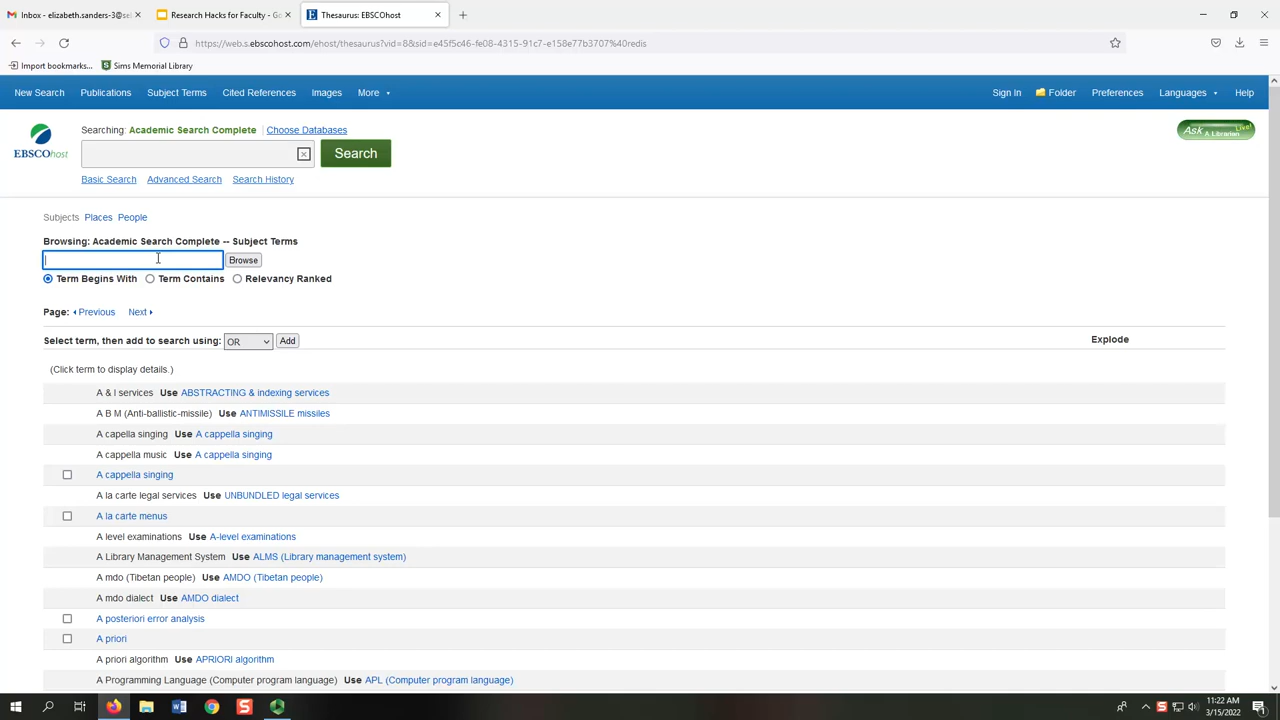 Inbox - elizabeth.sanders-3@se
Research Hacks for Faculty - Go
Thesaurus: EBSCOhost
https://web.s.ebscohost.com/ehost/thesaurus?vid=8&sid=e45f5c46-fe08-4315-91c7-e158e77b3707%40redis
Import bookmarks...
Sims Memorial Library
New Search Publications Subject Terms Cited References Images More
Sign In Folder Preferences Languages Help
Searching: Academic Search Complete Choose Databases
Ask A Librarian Live!
EBSCOhost
Search
Basic Search Advanced Search Search History
Subjects Places People
Browsing: Academic Search Complete -- Subject Terms
Browse
Term Begins With Term Contains Relevancy Ranked
Page: Previous Next
Select term, then add to search using: OR Add Explode
(Click term to display details.)
A & I services Use ABSTRACTING & indexing services
A B M (Anti-ballistic-missile) Use ANTIMISSILE missiles
A capella singing Use A cappella singing
A cappella music Use A cappella singing
A cappella singing
A la carte legal services Use UNBUNDLED legal services
A la carte menus
A level examinations Use A-level examinations
A Library Management System Use ALMS (Library management system)
A mdo (Tibetan people) Use AMDO (Tibetan people)
A mdo dialect Use AMDO dialect
A posteriori error analysis
A priori
A priori algorithm Use APRIORI algorithm
A Programming Language (Computer program language) Use APL (Computer program language)
11:22 AM
3/15/2022